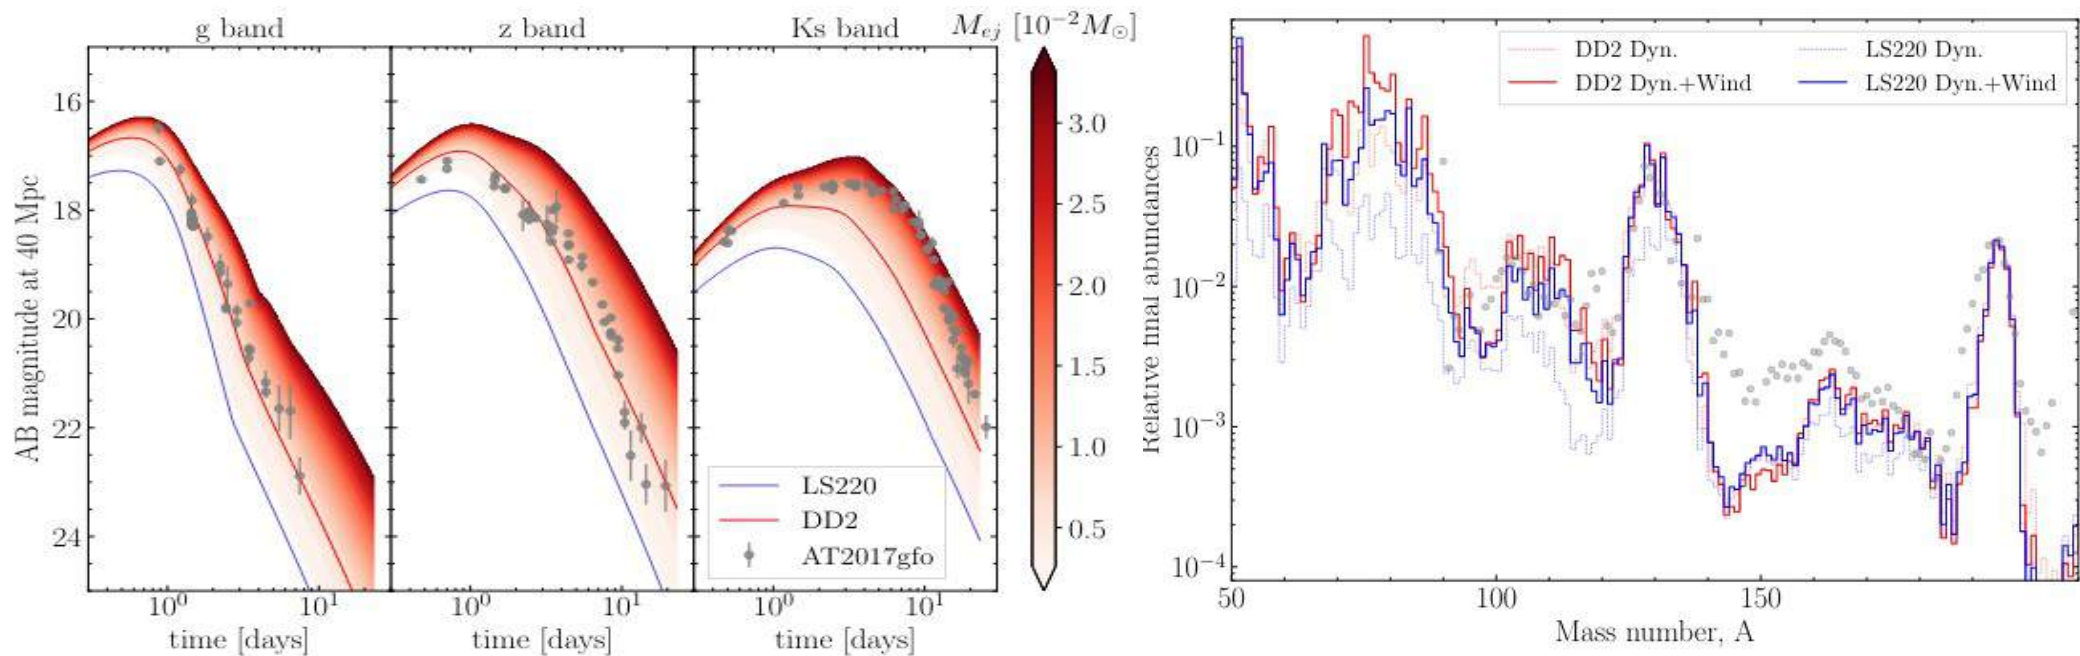 g band
z band
Ks band
M_{ej} [10^{-2}M_⊙]
AB magnitude at 40 Mpc
16
18
20
22
24
10^0
10^1
time [days]
10^0
10^1
time [days]
10^0
10^1
time [days]
LS220
DD2
AT2017gfo
3.0
2.5
2.0
1.5
1.0
0.5
Relative final abundances
10^{-1}
10^{-2}
10^{-3}
10^{-4}
DD2 Dyn.
DD2 Dyn.+Wind
LS220 Dyn.
LS220 Dyn.+Wind
50
100
150
Mass number, A